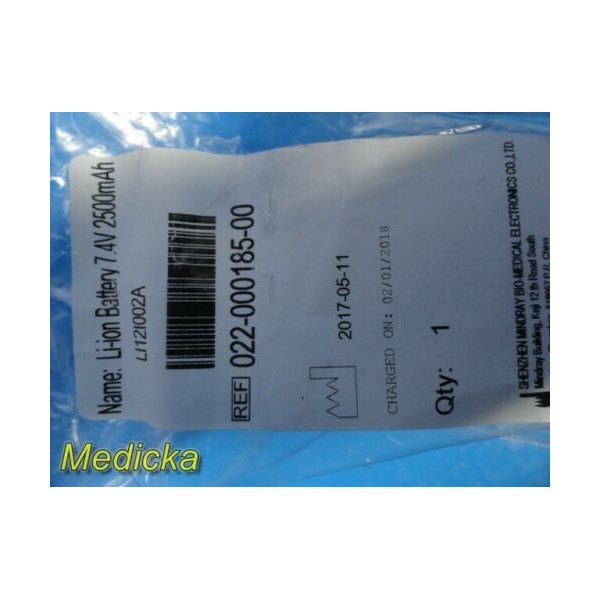 Name: Li-ion Battery 7.4V 2500mAh
LI12I002A
REF 022-000185-00
2017-05-11
CHARGED ON: 02/01/2018
Qty: 1
SHENZHEN MINDRAY BIO-MEDICAL ELECTRONICS CO.,LTD.
Mindray Building, Keji 12 th Road South
P.R. China
Medicka